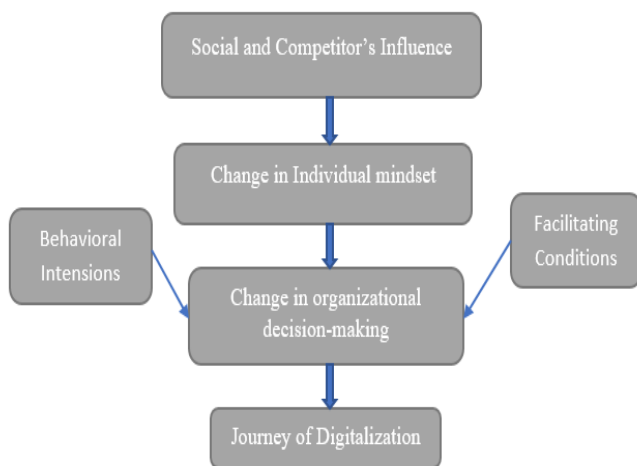 Social and Competitor’s Influence
Change in Individual mindset
Behavioral
Intensions
Facilitating
Conditions
Change in organizational
decision-making
Journey of Digitalization